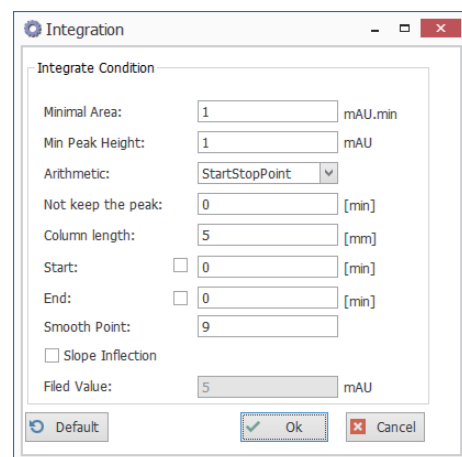 Integration
Integrate Condition
Minimal Area: 1 mAU.min
Min Peak Height: 1 mAU
Arithmetic: StartStopPoint
Not keep the peak: 0 [min]
Column length: 5 [mm]
Start: 0 [min]
End: 0 [min]
Smooth Point: 9
Slope Inflection
Filed Value: 5 mAU
Default Ok Cancel